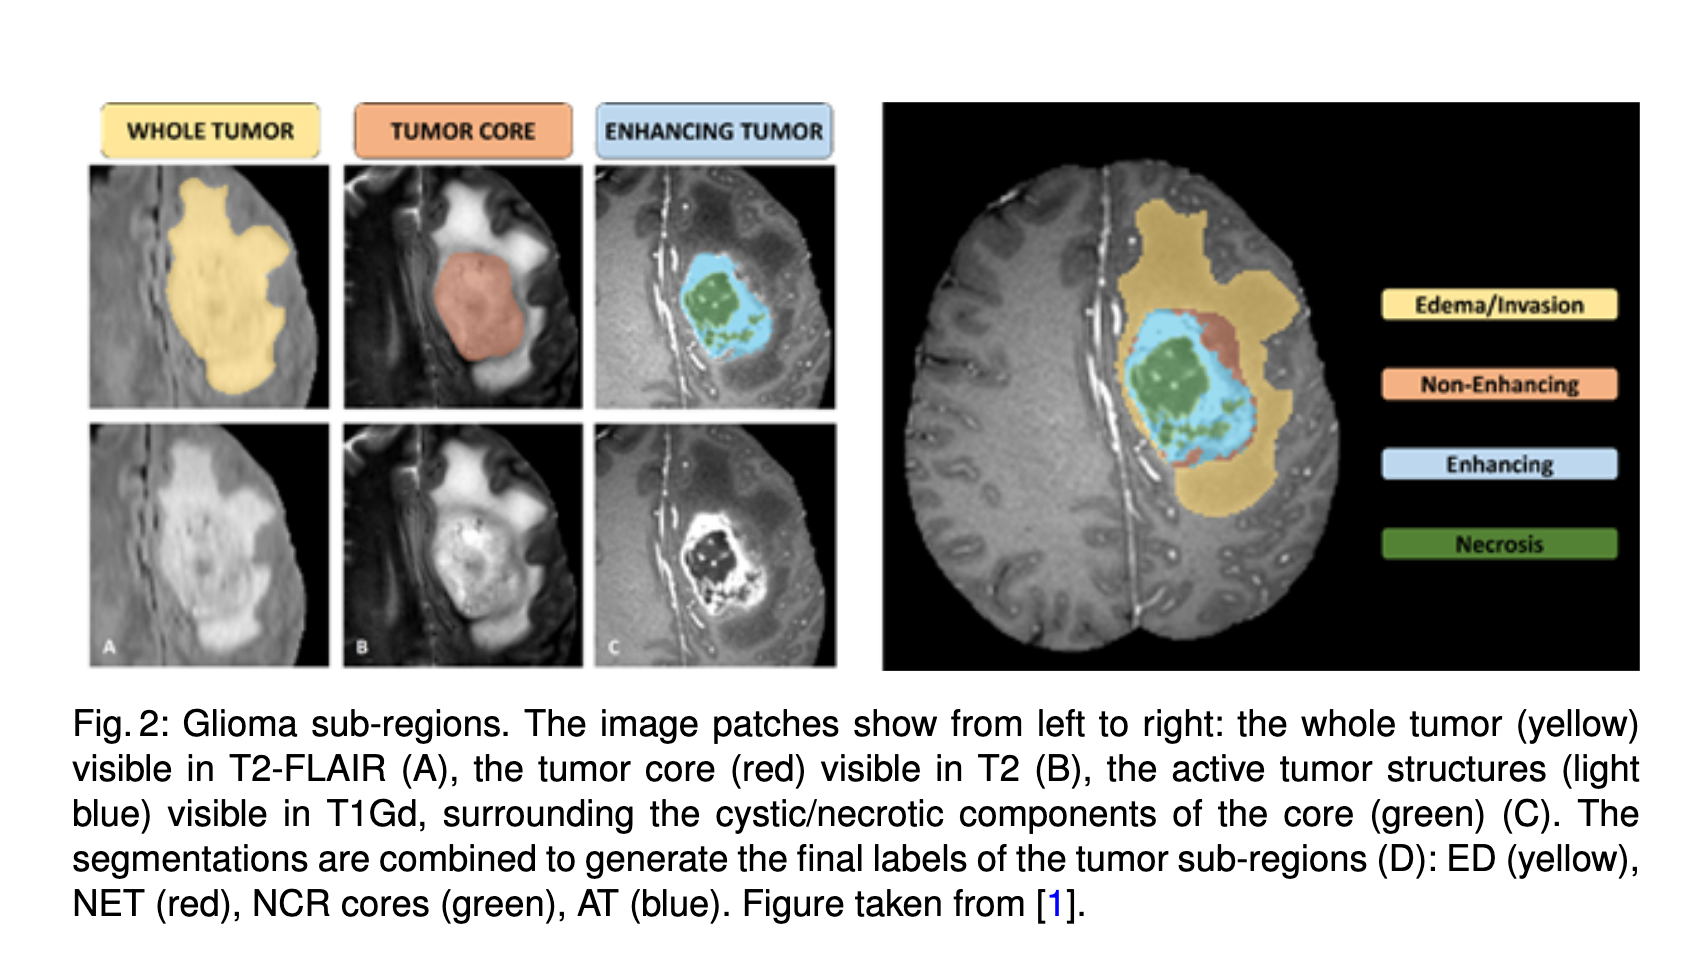 WHOLE TUMOR
TUMOR CORE
ENHANCING TUMOR
A
B
C
Edema/Invasion
Non-Enhancing
Enhancing
Necrosis
Fig. 2: Glioma sub-regions. The image patches show from left to right: the whole tumor (yellow)
visible in T2-FLAIR (A), the tumor core (red) visible in T2 (B), the active tumor structures (light
blue) visible in T1Gd, surrounding the cystic/necrotic components of the core (green) (C). The
segmentations are combined to generate the final labels of the tumor sub-regions (D): ED (yellow),
NET (red), NCR cores (green), AT (blue). Figure taken from [1].